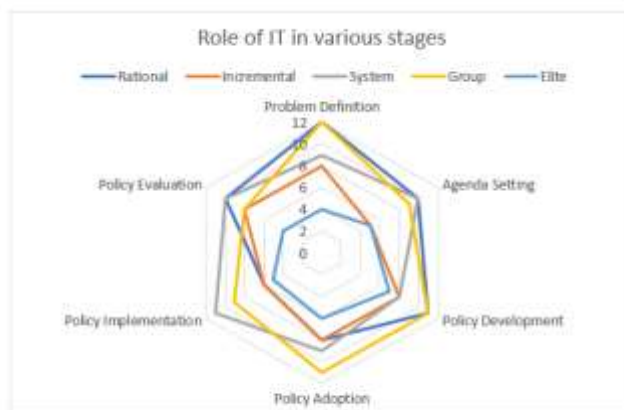 Role of IT in various stages
Rational Incremental System Group Elite
Problem Definition
12
10
8
6
4
2
0
Policy Evaluation
Agenda Setting
Policy Implementation
Policy Development
Policy Adoption